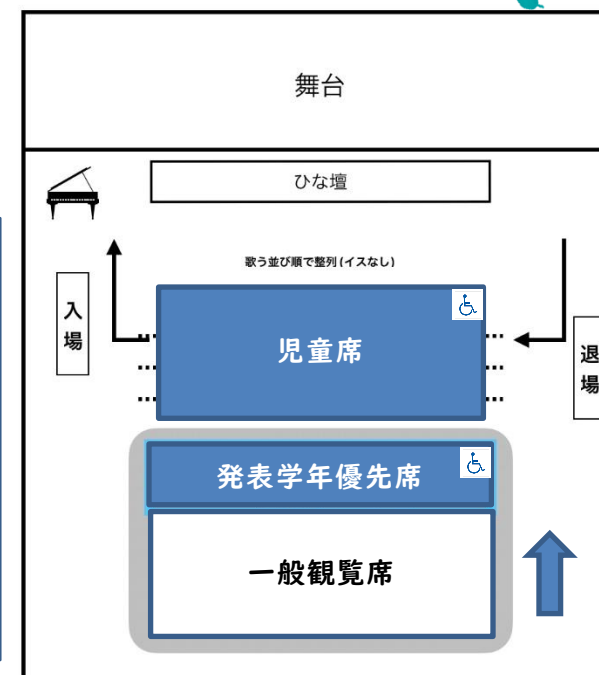 舞台
ひな壇
歌う並び順で整列(イスなし)
入場
児童席
退場
発表学年優先席
一般観覧席